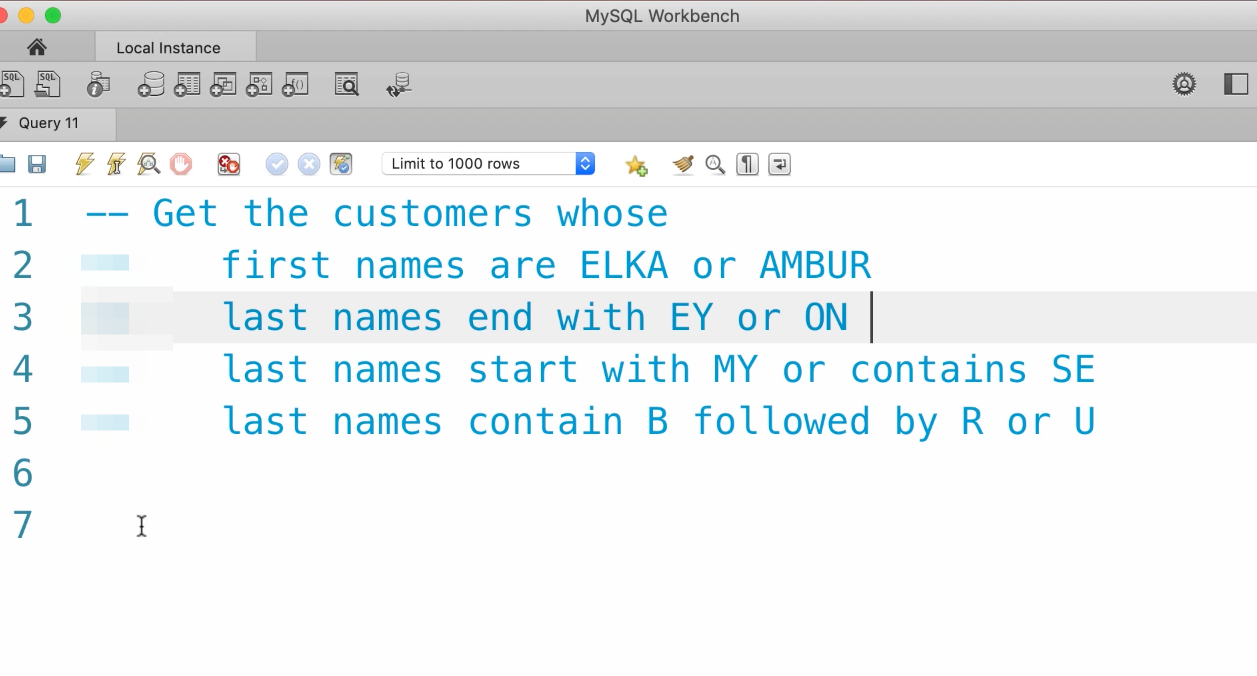 MySQL Workbench
Local Instance
SQL SQL
Query 11
Limit to 1000 rows
1 -- Get the customers whose
2 first names are ELKA or AMBUR
3 last names end with EY or ON
4 last names start with MY or contains SE
5 last names contain B followed by R or U
6
7